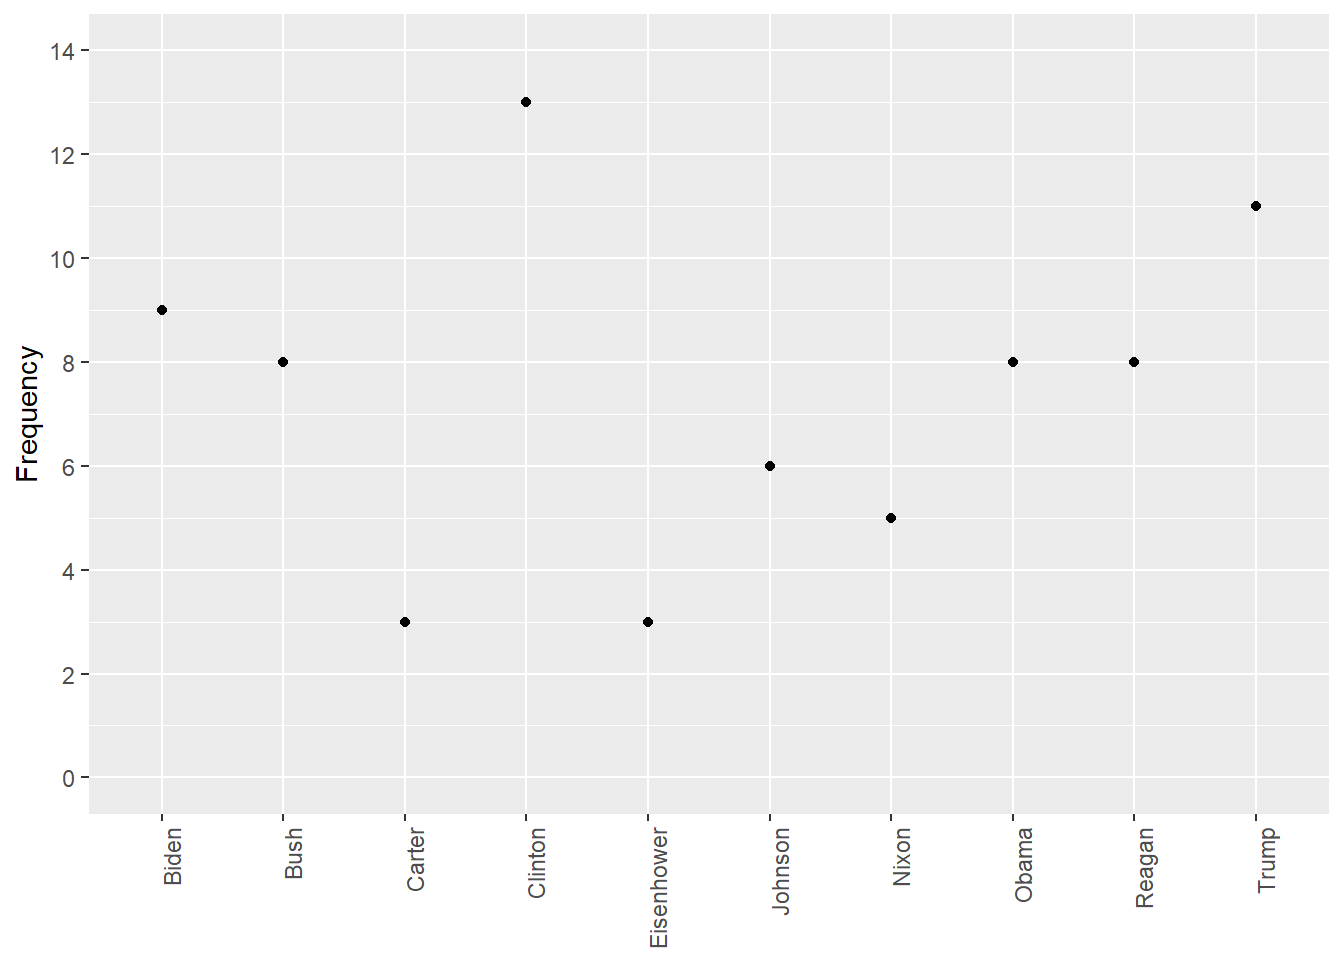 14
12
10
8
6
4
2
0
Frequency
Biden
Bush
Carter
Clinton
Eisenhower
Johnson
Nixon
Obama
Reagan
Trump